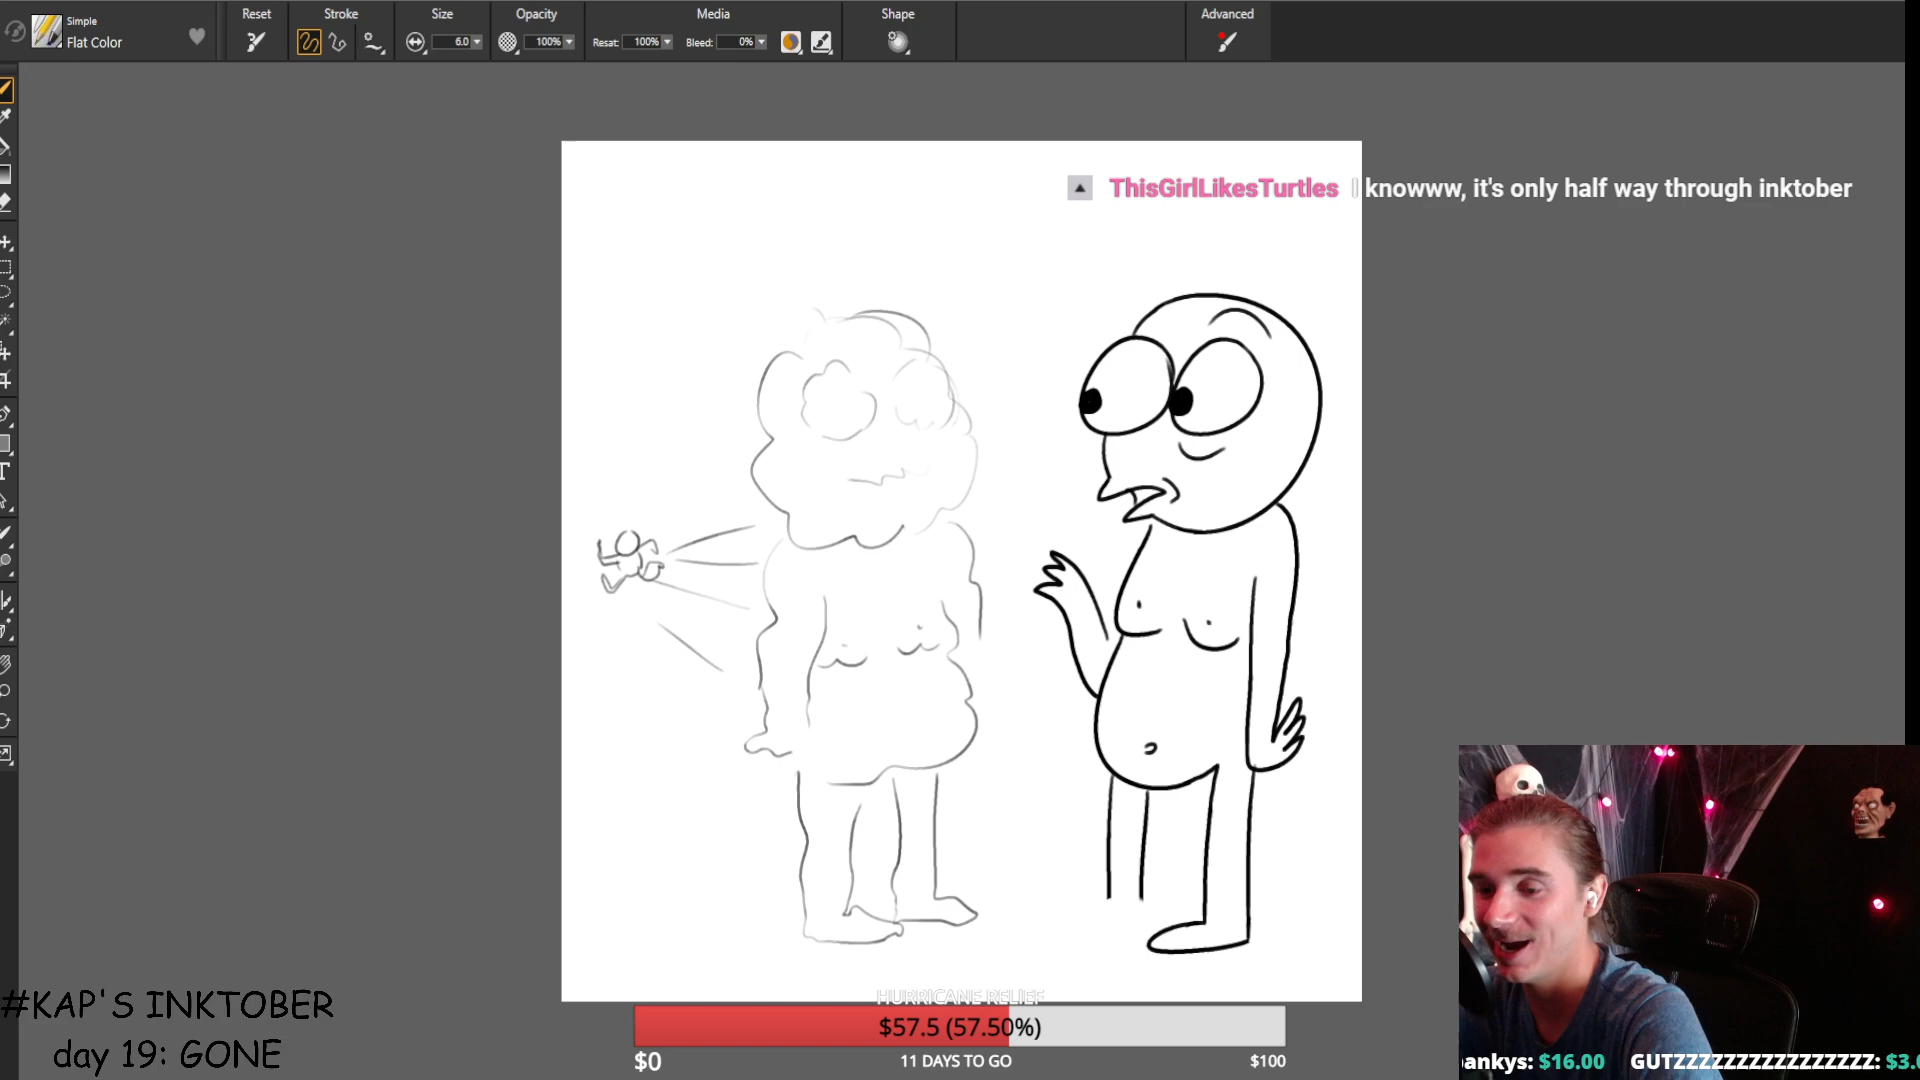 Simple
Flat Color
Reset
Stroke
Size
6.0
Opacity
100%
Media
Resat: 100%
Bleed: 0%
Shape
Advanced
ThisGirlLikesTurtles I knowww, it's only half way through inktober
T
#KAP'S INKTOBER
day 19: GONE
HURRICANE RELIEF
$57.5 (57.50%)
$0
11 DAYS TO GO
$100
ankys: $16.00 GUTZZZZZZZZZZZZZZZZ: $3.